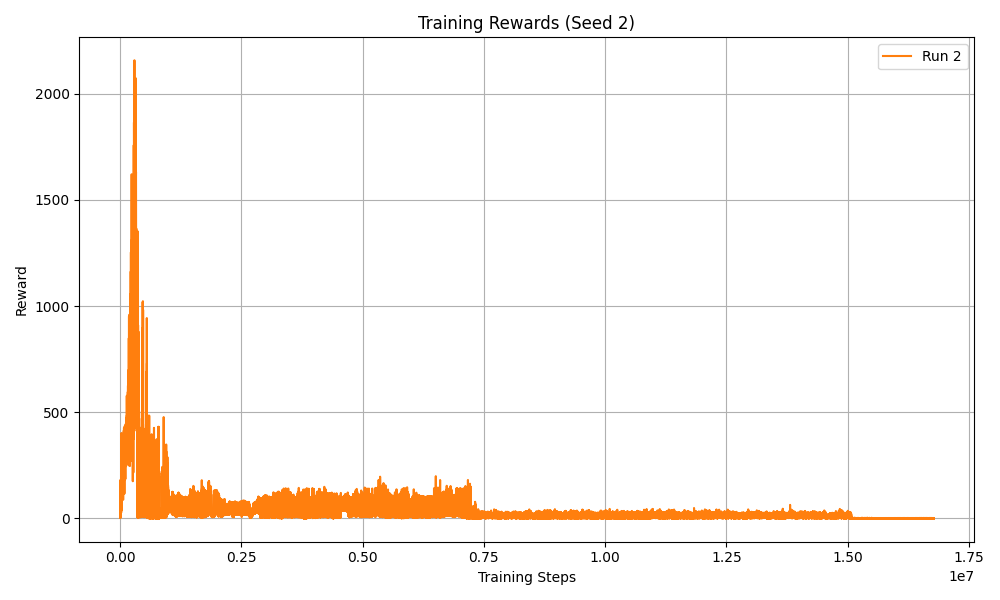 Training Rewards (Seed 2)
Run 2
Reward
2000
1500
1000
500
0
0.00 0.25 0.50 0.75 1.00 1.25 1.50 1.75
1e7
Training Steps